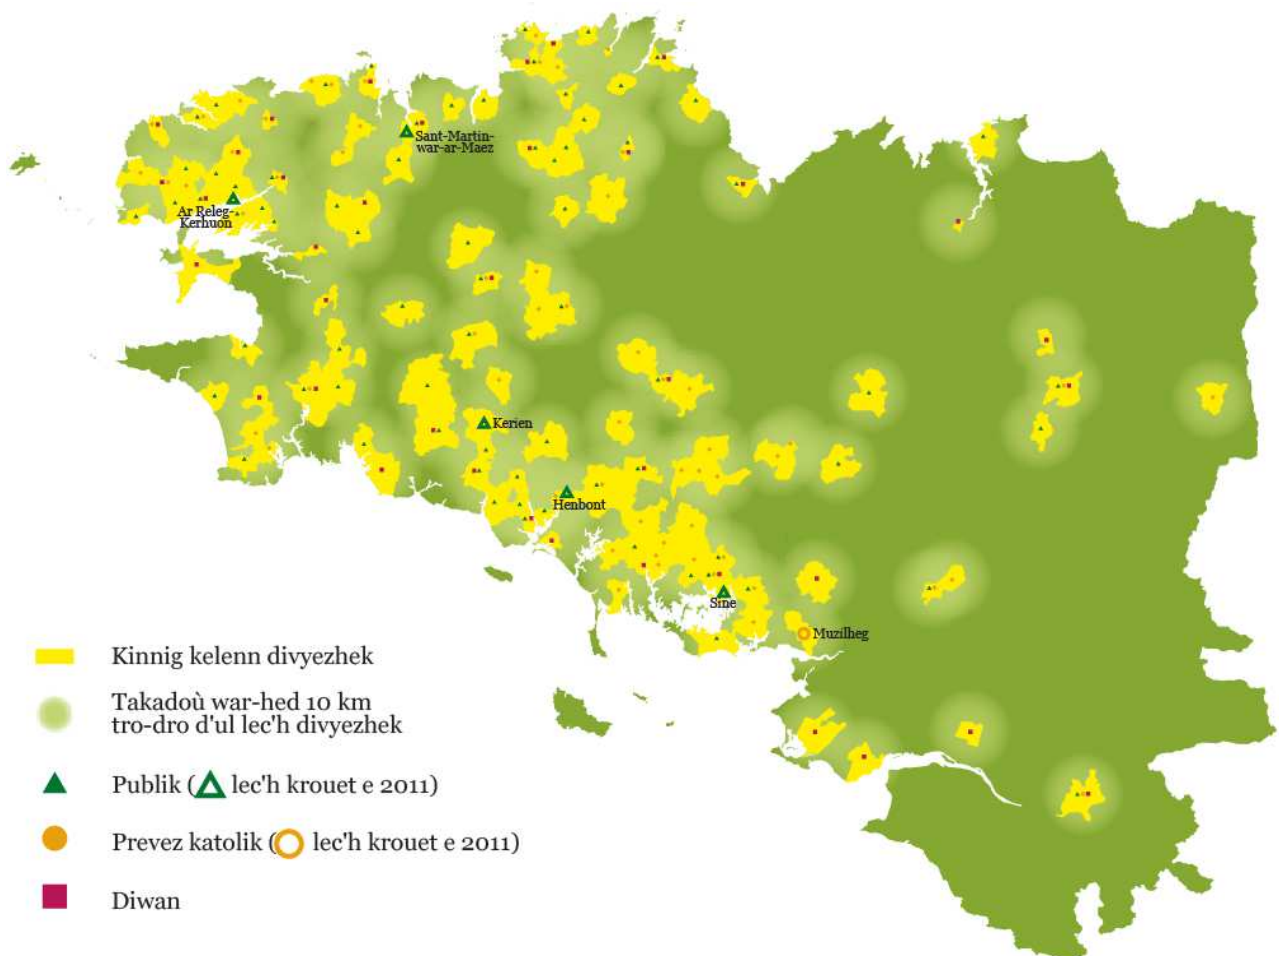 Sant-Martin-
war-ar-Maez
Ar Releg-
Kerhuon
Kerien
Henbont
Sine
Muzilheg
Kinnig kelenn divyezhek
Takadoù war-hed 10 km
tro-dro d'ul lec'h divyezhek
Publik ( lec'h krouet e 2011)
Prevez katolik ( lec'h krouet e 2011)
Diwan